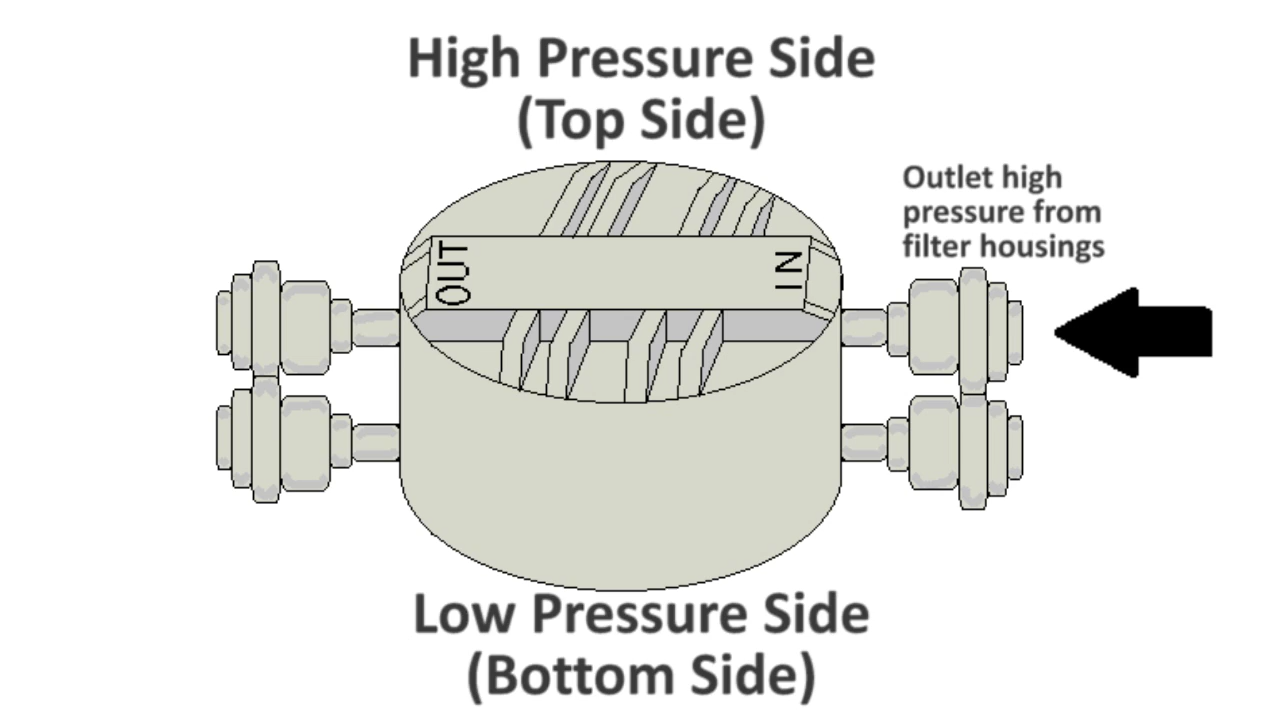 High Pressure Side
(Top Side)
Outlet high
pressure from
filter housings
OUT
IN
Low Pressure Side
(Bottom Side)